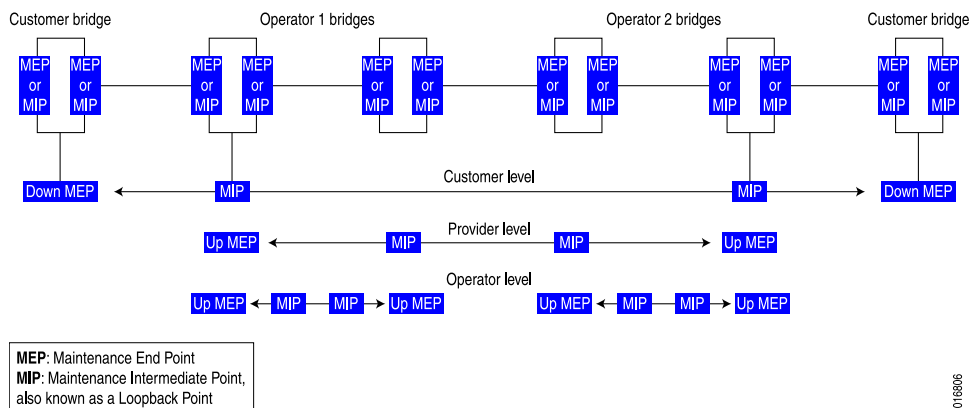 Customer bridge Operator 1 bridges Operator 2 bridges Customer bridge
MEP MEP MEP MEP MEP MEP MEP MEP MEP MEP MEP MEP
or or or or or or or or or or or or
MIP MIP MIP MIP MIP MIP MIP MIP MIP MIP MIP MIP
Customer level
Down MEP MIP MIP Down MEP
Provider level
Up MEP MIP MIP Up MEP
Operator level
Up MEP MIP MIP Up MEP Up MEP MIP MIP Up MEP
MEP: Maintenance End Point
MIP: Maintenance Intermediate Point,
also known as a Loopback Point
016806